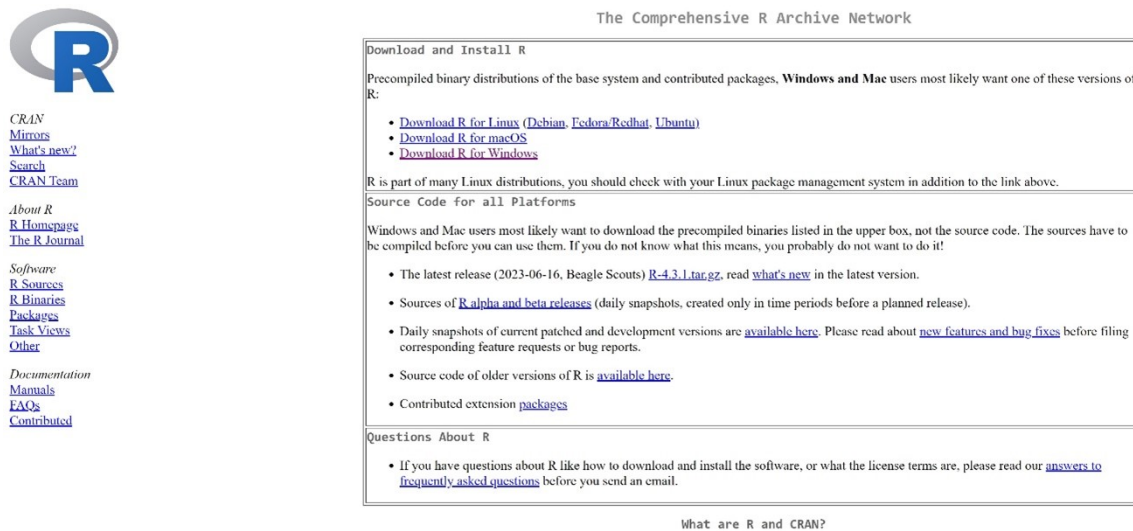 R
CRAN
Mirrors
What's new?
Search
CRAN Team
About R
R Homepage
The R Journal
Software
R Sources
R Binaries
Packages
Task Views
Other
Documentation
Manuals
FAQs
Contributed
The Comprehensive R Archive Network
Download and Install R
Precompiled binary distributions of the base system and contributed packages, Windows and Mac users most likely want one of these versions of
R:
• Download R for Linux (Debian, Fedora/Redhat, Ubuntu)
• Download R for macOS
• Download R for Windows
R is part of many Linux distributions, you should check with your Linux package management system in addition to the link above.
Source Code for all Platforms
Windows and Mac users most likely want to download the precompiled binaries listed in the upper box, not the source code. The sources have to
be compiled before you can use them. If you do not know what this means, you probably do not want to do it!
• The latest release (2023-06-16, Beagle Scouts) R-4.3.1.tar.gz, read what's new in the latest version.
• Sources of R alpha and beta releases (daily snapshots, created only in time periods before a planned release).
• Daily snapshots of current patched and development versions are available here. Please read about new features and bug fixes before filing
corresponding feature requests or bug reports.
• Source code of older versions of R is available here.
• Contributed extension packages
Questions About R
• If you have questions about R like how to download and install the software, or what the license terms are, please read our answers to
frequently asked questions before you send an email.
What are R and CRAN?